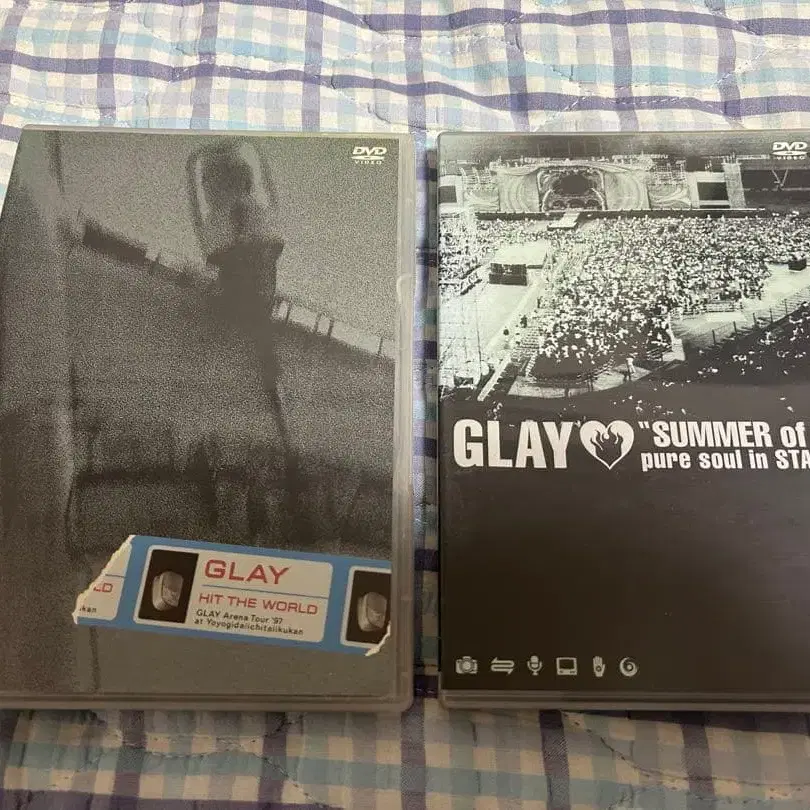 DVD
VIDEO
LD
kan
GLAY
HIT THE WORLD
GLAY Arena Tour '97
at Yoyogidaiichitaiikukan
DVD
VIDEO
GLAY "SUMMER of
pure soul in STA